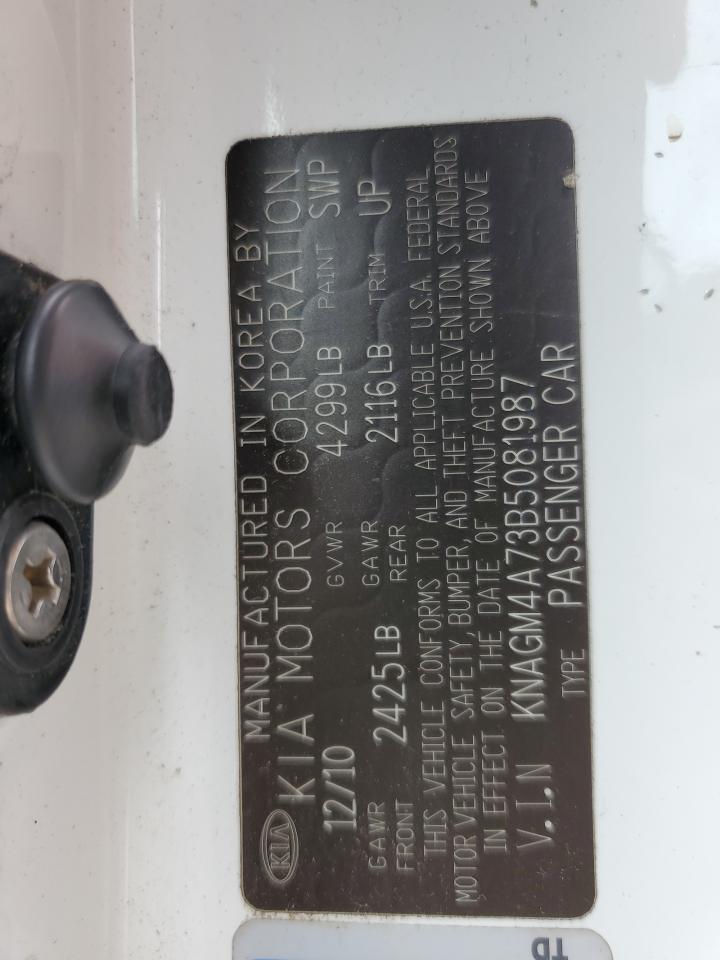 MANUFACTURED IN KOREA BY
KIA KIA MOTORS CORPORATION
12/10 GVWR 4299LB PAINT SWP
GAWR FRONT 2425LB GAWR REAR 2116LB TRIM UP
THIS VEHICLE CONFORMS TO ALL APPLICABLE U.S.A. FEDERAL
MOTOR VEHICLE SAFETY, BUMPER, AND THEFT PREVENTION STANDARDS
IN EFFECT ON THE DATE OF MANUFACTURE SHOWN ABOVE
V.I.N KNAGM4A73B5081987
TYPE PASSENGER CAR